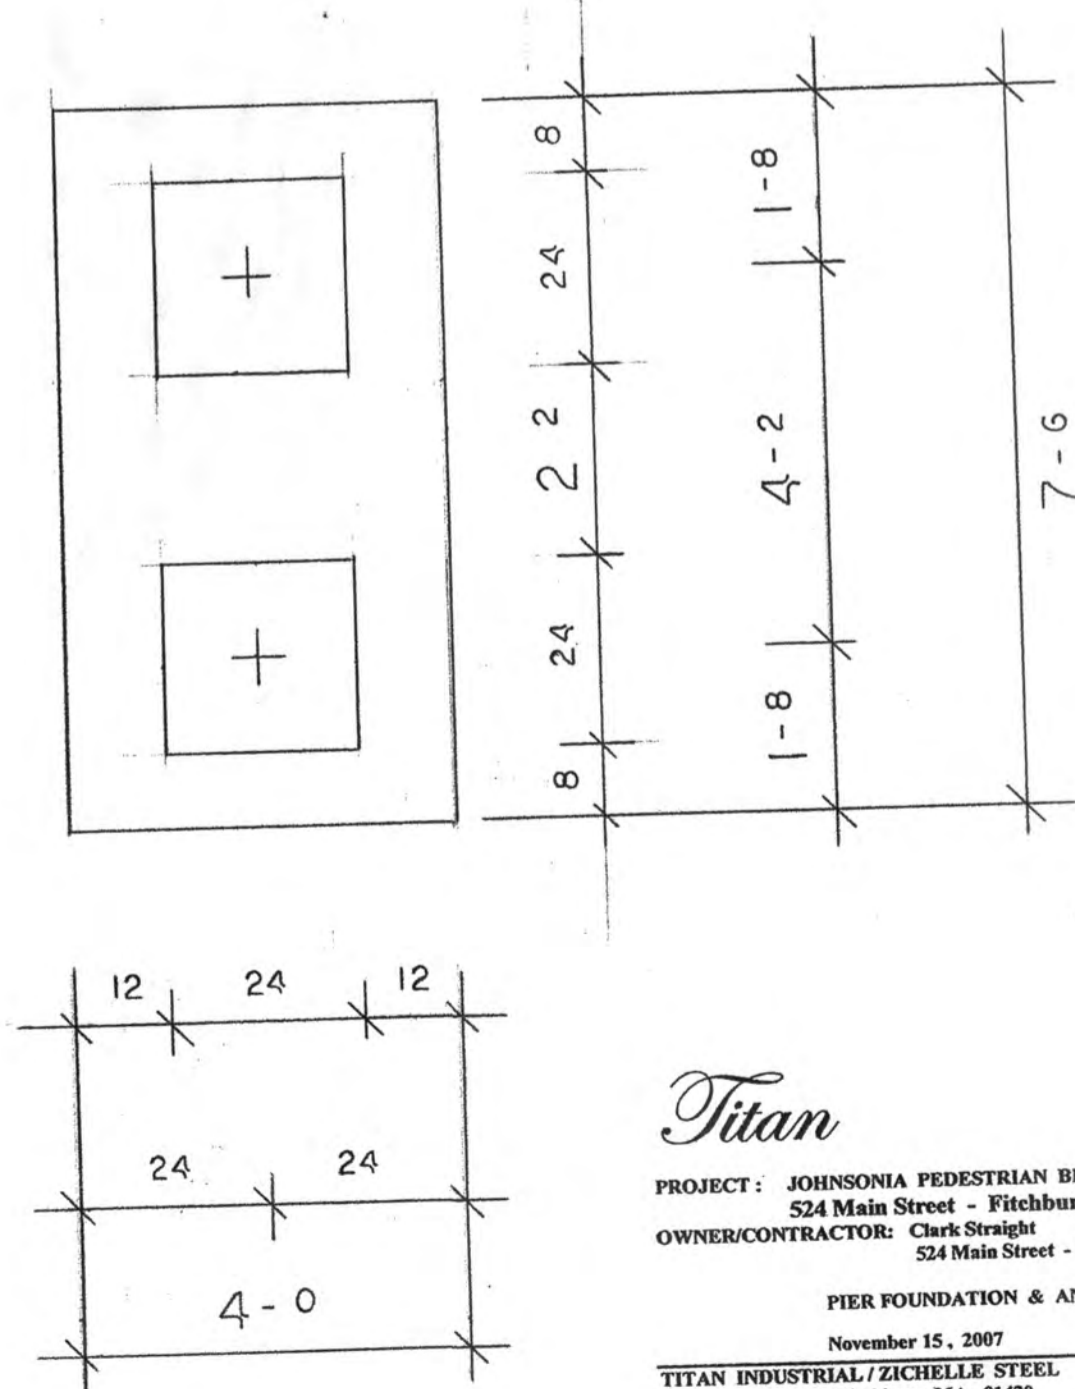 8
24
2 2
24
8
1-8
4-2
1-8
7-6
12 24 12
24 24
4-0
Titan
PROJECT: JOHNSONIA PEDESTRIAN
524 Main Street -
OWNER/CONTRACTOR: Clark Straight
524 Main Street -
PIER FOUNDATION &
November 15, 2007
TITAN INDUSTRIAL / ZICHELLE STEEL